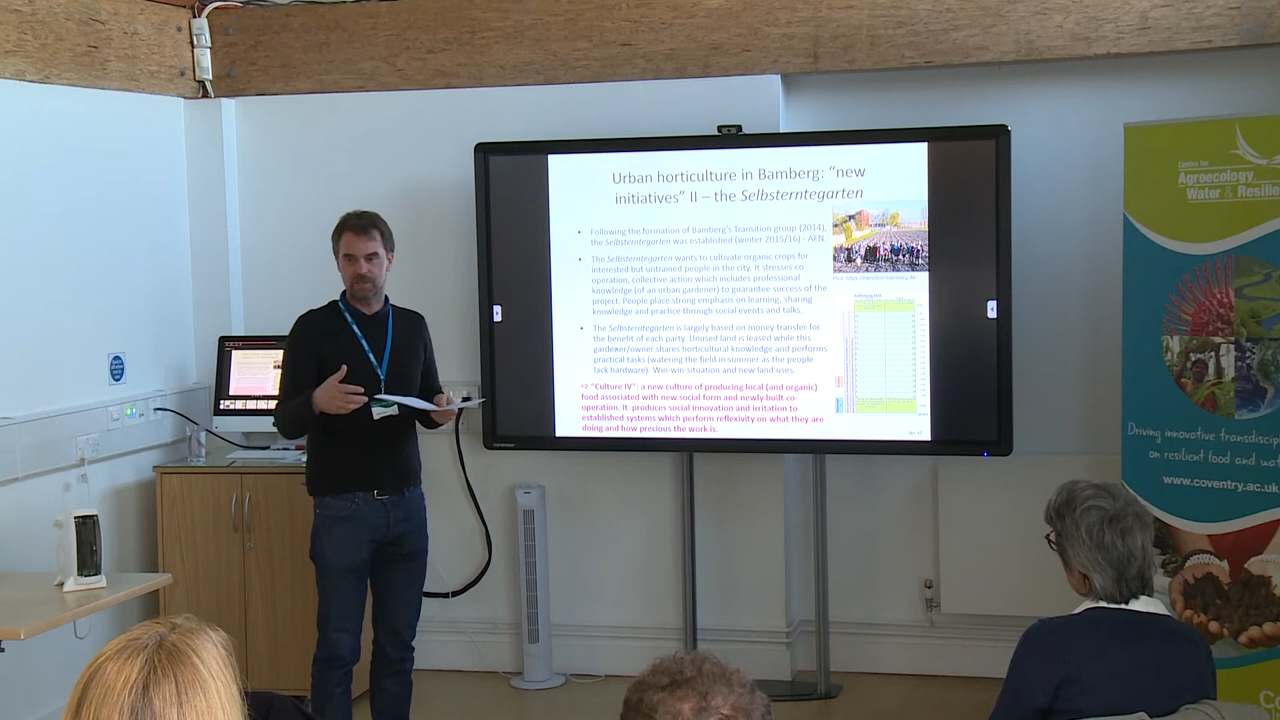 Urban horticulture in Bamberg: “new
initiatives” II – the Selbsterntegarten
• Following the formation of Bamberg's Transition group (2014),
the Selbsterntegarten was established (winter 2015/16) - AFN.
• The Selbsterntegarten wants to cultivate organic crops for
interested but untrained people in the city. It stresses co-
operation, collective action which includes professional
knowledge (of an urban gardener) to guarantee success of the
project. People place strong emphasis on learning, sharing
knowledge and practice through social events and talks.
• The Selbsterntegarten is largely based on money transfer for
the benefit of each party. Unused land is leased while this
gardener/owner shares horticultural knowledge and performs
practical tasks (watering the field in summer as the people
lack hardware). Win-win-situation and new land uses.
⇨ “Culture IV”: a new culture of producing local (and organic)
food associated with new social form and newly built co-
operation. It produces social innovation and irritation to
established systems which perform reflexivity on what they are
doing and how precious the work is.
Centre for
Agroecology,
Water & Resilie
Driving innovative transdiscip
on resilient food and wat
www.coventry.ac.uk